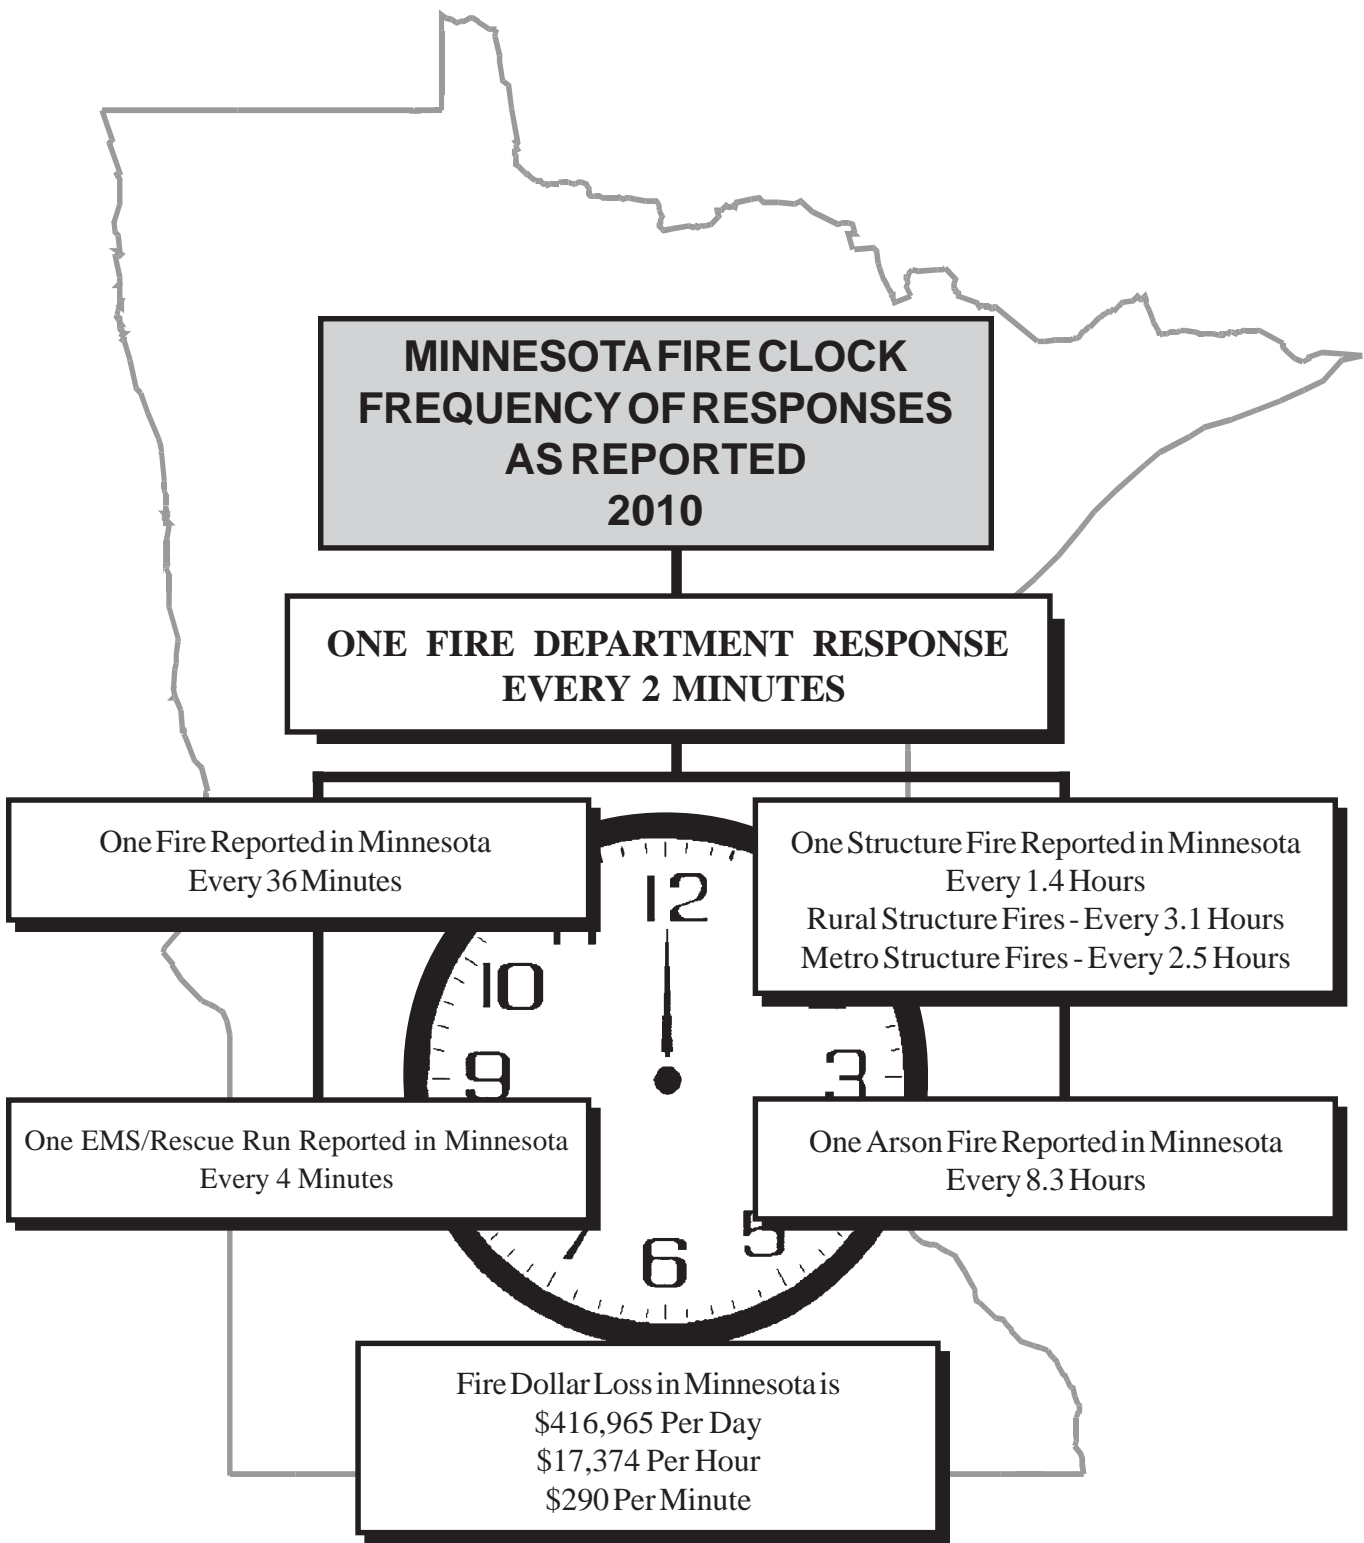 MINNESOTA FIRE CLOCK
FREQUENCY OF RESPONSES
AS REPORTED
2010
ONE FIRE DEPARTMENT RESPONSE
EVERY 2 MINUTES
One Fire Reported in Minnesota
Every 36 Minutes
One Structure Fire Reported in Minnesota
Every 1.4 Hours
Rural Structure Fires - Every 3.1 Hours
Metro Structure Fires - Every 2.5 Hours
12
10
9
3
One EMS/Rescue Run Reported in Minnesota
Every 4 Minutes
One Arson Fire Reported in Minnesota
Every 8.3 Hours
7
6
5
Fire Dollar Loss in Minnesota is
$416,965 Per Day
$17,374 Per Hour
$290 Per Minute